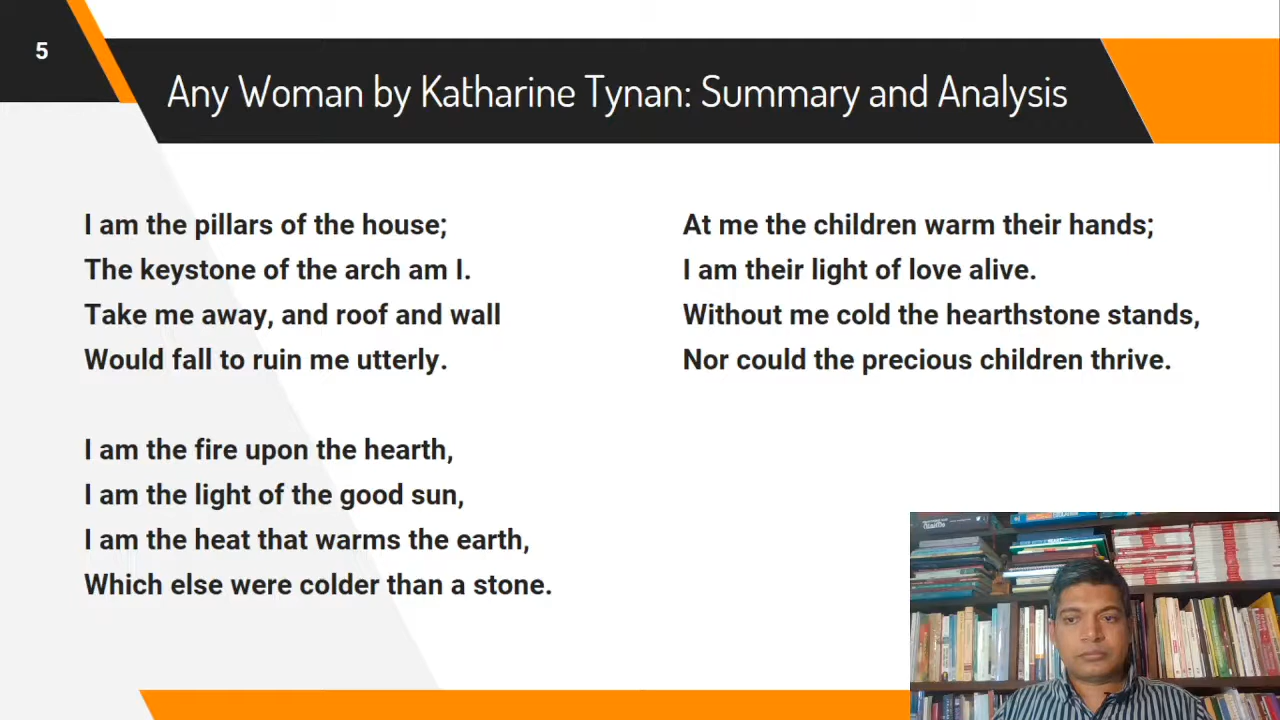 5
Any Woman by Katharine Tynan: Summary and Analysis
I am the pillars of the house;
The keystone of the arch am I.
Take me away, and roof and wall
Would fall to ruin me utterly.
I am the fire upon the hearth,
I am the light of the good sun,
I am the heat that warms the earth,
Which else were colder than a stone.
At me the children warm their hands;
I am their light of love alive.
Without me cold the hearthstone stands,
Nor could the precious children thrive.